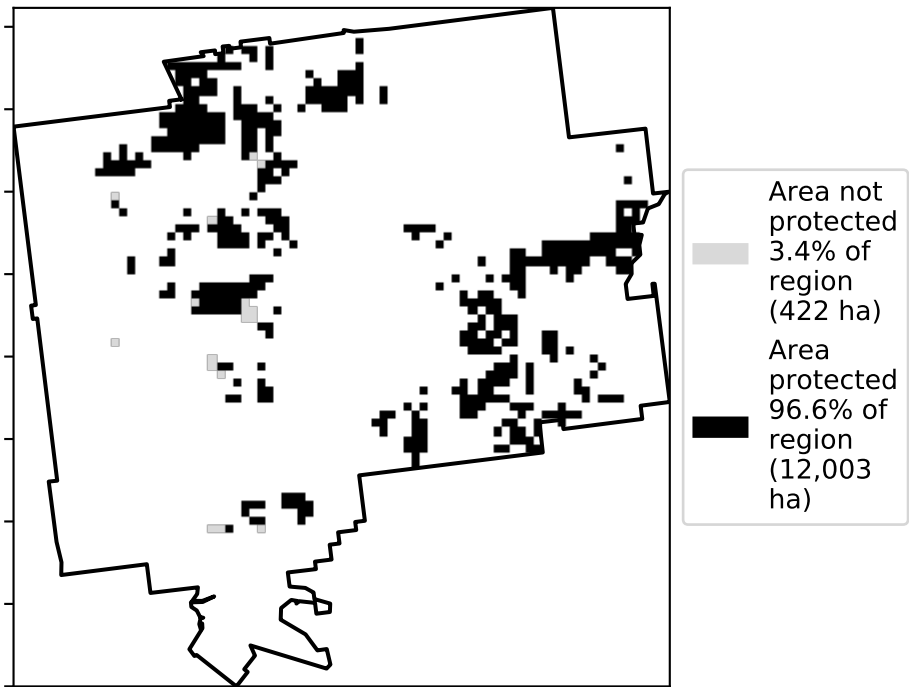 Area not
protected
3.4% of
region
(422 ha)
Area
protected
96.6% of
region
(12,003
ha)